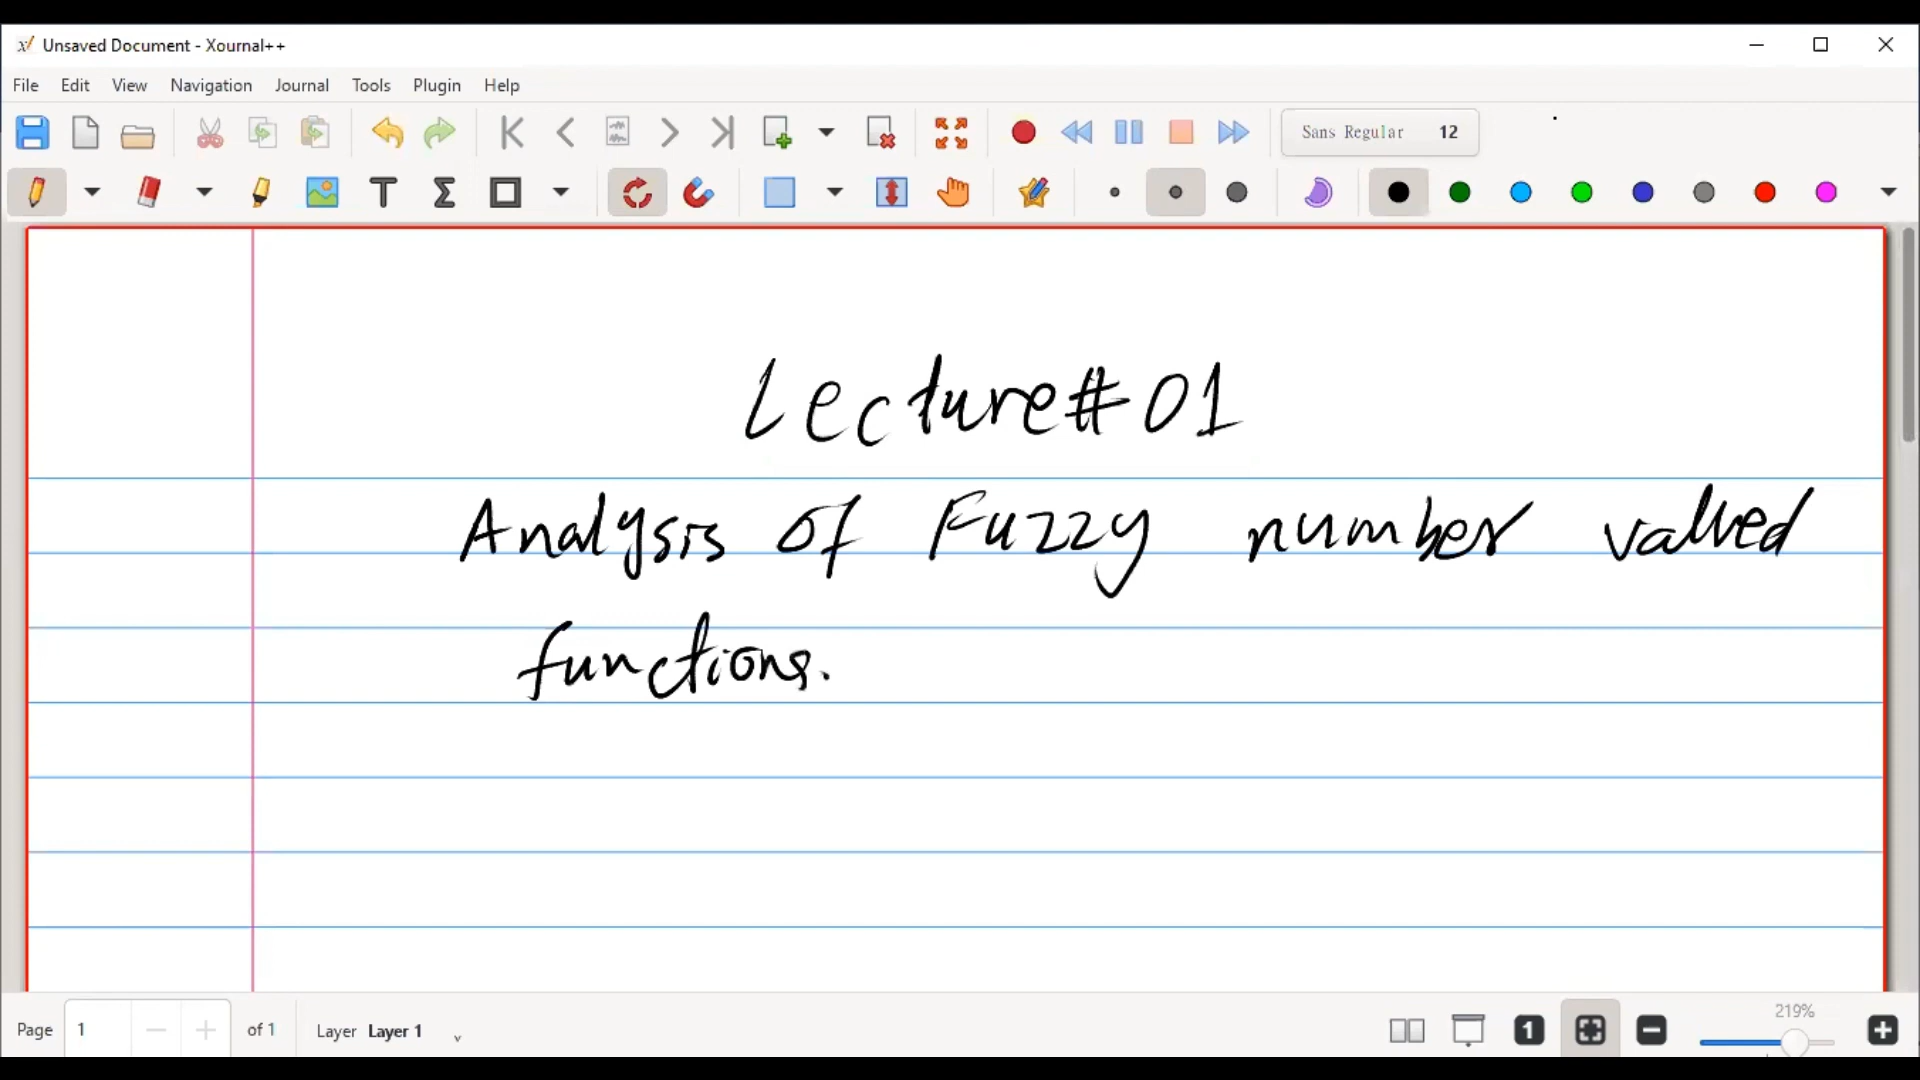 Unsaved Document - Xournal++
File Edit View Navigation Journal Tools Plugin Help
Sans Regular 12
Lecture#01
Analysis of Fuzzy number valued
functions.
219%
Page 1 of 1 Layer Layer 1